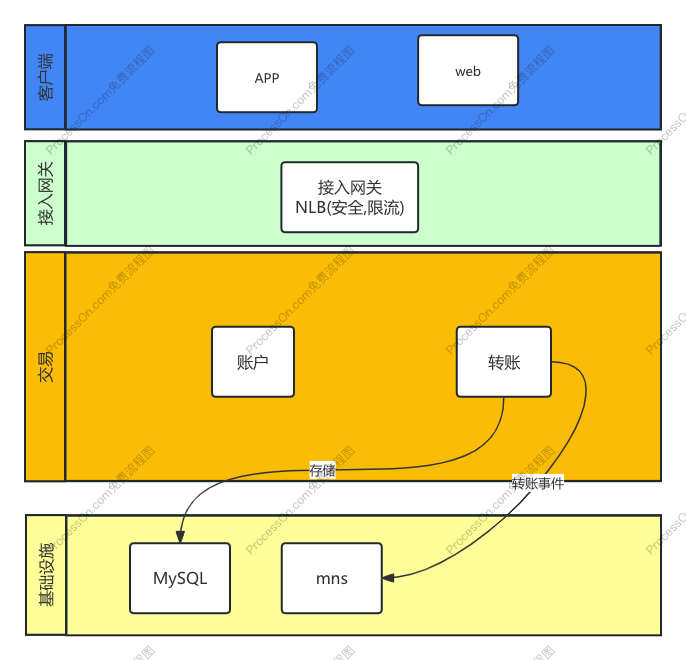 客户端
APP
web
接入网关
接入网关
NLB(安全,限流)
交易
账户
转账
存储
转账事件
基础设施
MySQL
mns
ProcessOn.com免费流程图